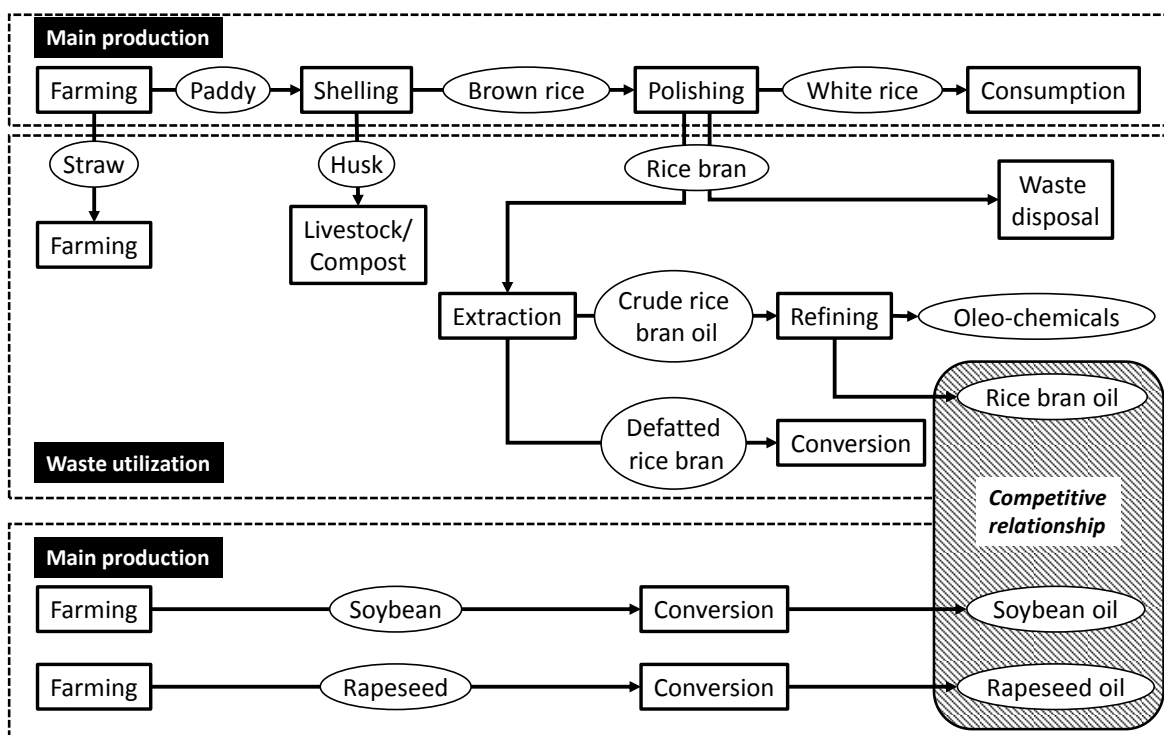 Main production
Farming
Paddy
Shelling
Brown rice
Polishing
White rice
Consumption
Straw
Husk
Rice bran
Waste
disposal
Farming
Livestock/
Compost
Extraction
Crude rice
bran oil
Refining
Oleo-chemicals
Rice bran oil
Defatted
rice bran
Conversion
Waste utilization
Competitive
relationship
Main production
Farming
Soybean
Conversion
Soybean oil
Farming
Rapeseed
Conversion
Rapeseed oil